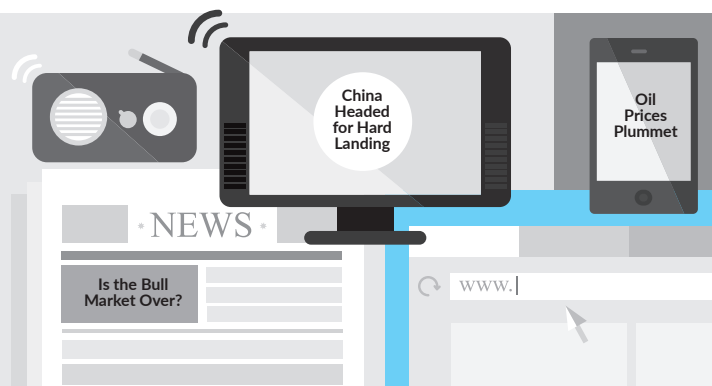 China
Headed
for Hard
Landing
Oil
Prices
Plummet
NEWS
Is the Bull
Market Over?
www.